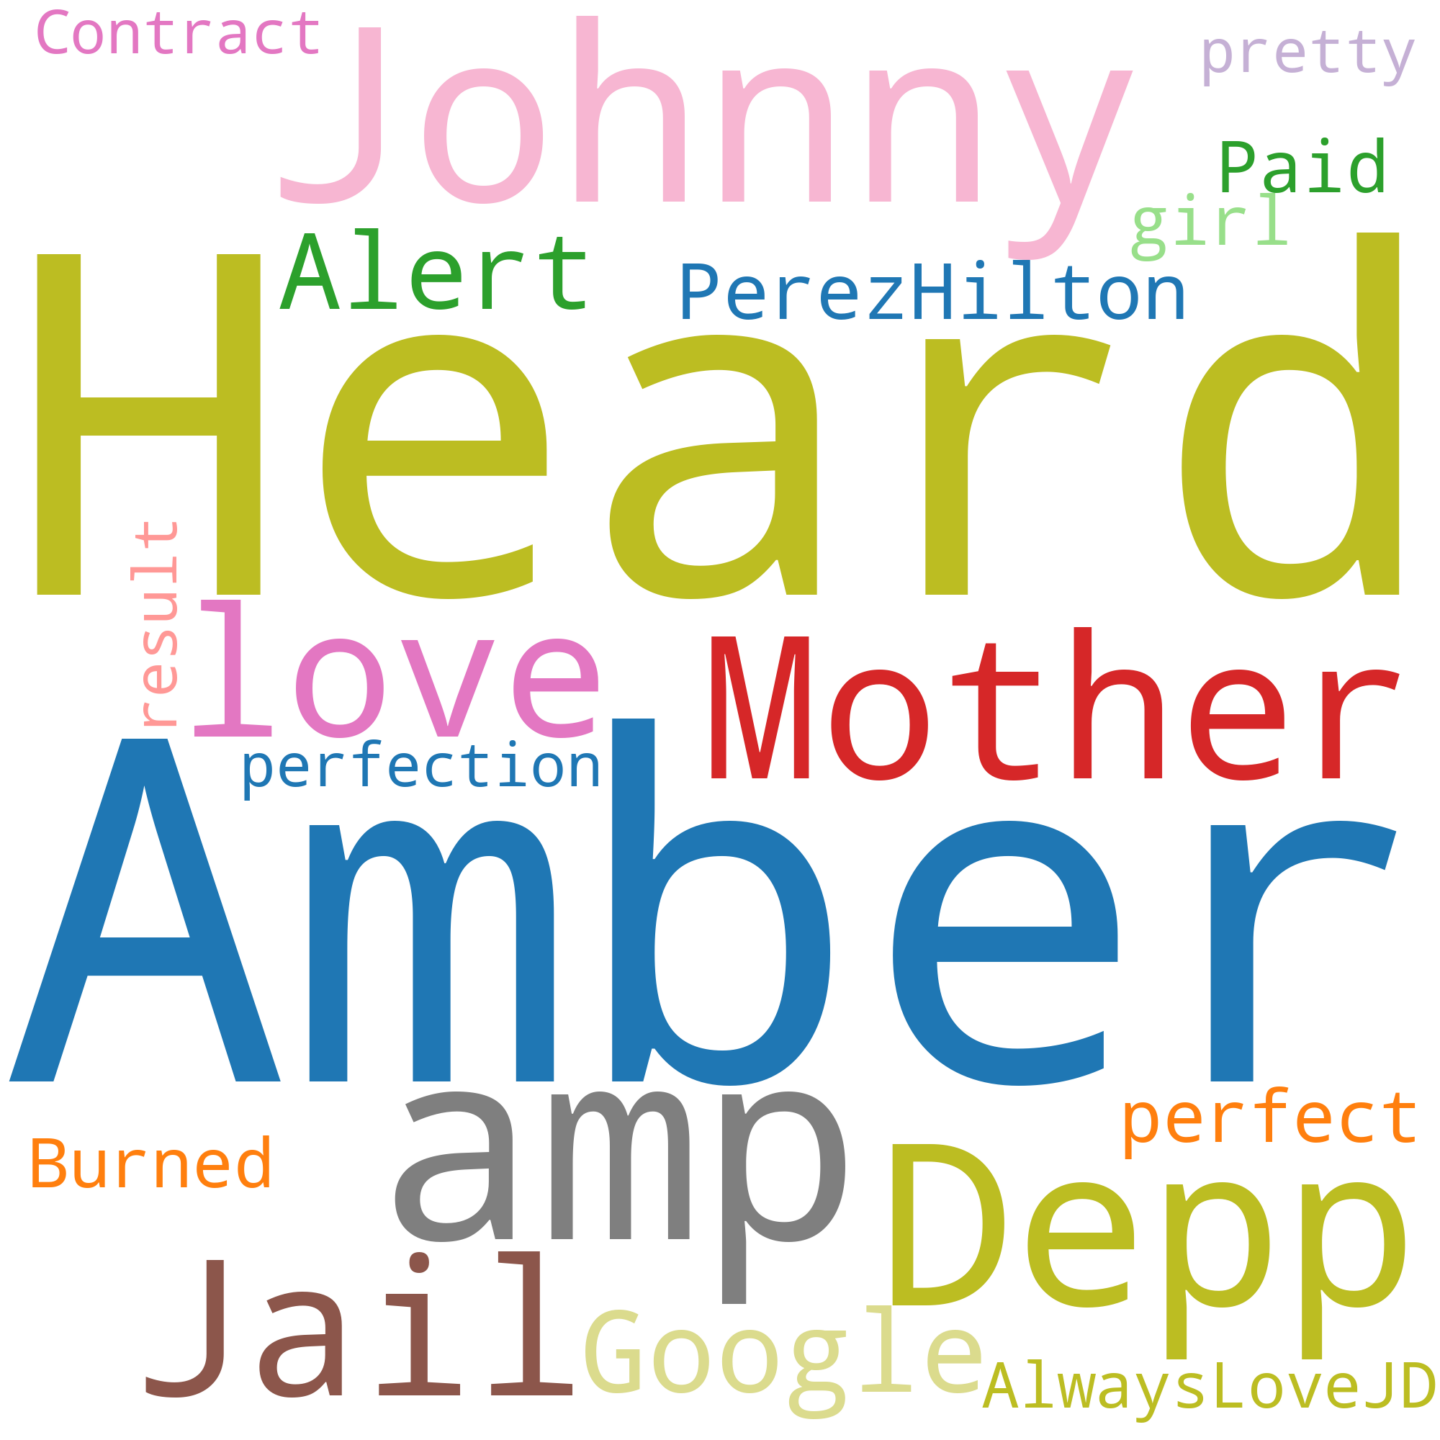 Contract
Johnny
pretty
Paid
girl
Alert
PerezHilton
Heard
result
love
Mother
perfection
Amber
amp
perfect
Burned
Depp
Jail
Google
AlwaysLoveJD